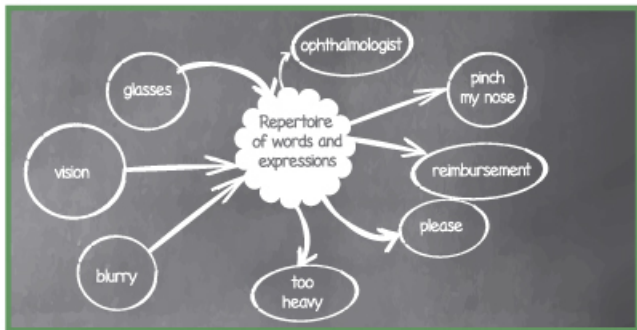 ophthalmologist
glasses
pinch
my nose
Repertoire
of words and
expressions
vision
reimbursement
please
blurry
too
heavy